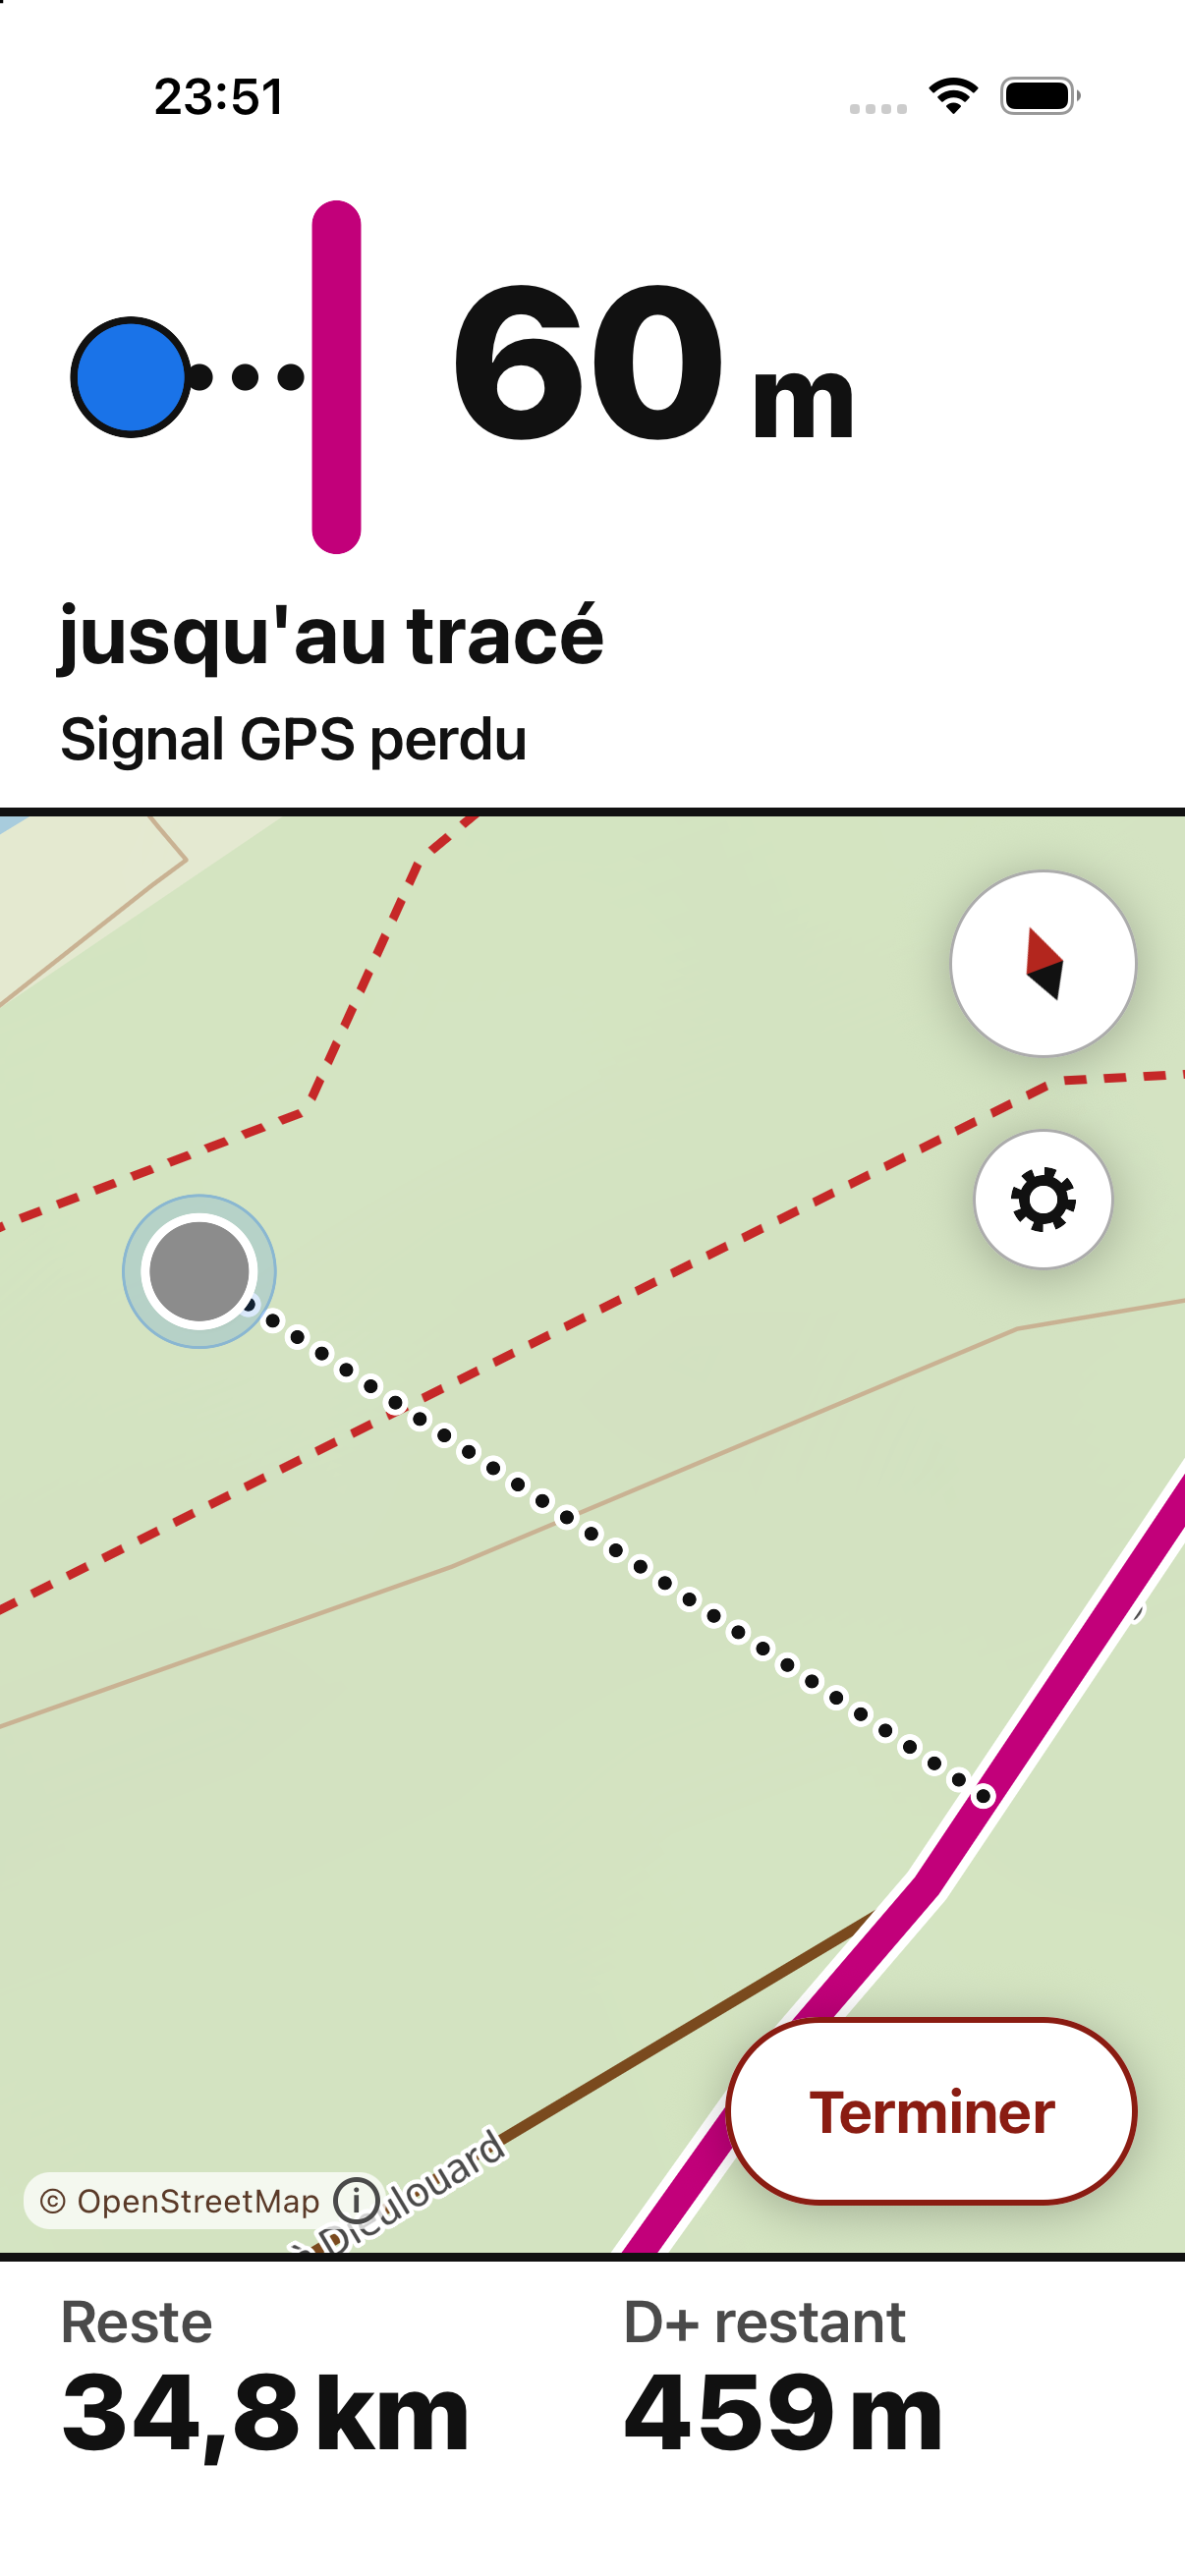 23:51
60 m
jusqu'au tracé
Signal GPS perdu
Terminer
à Dieulouard
© OpenStreetMap
Reste
D+ restant
34,8 km
459 m